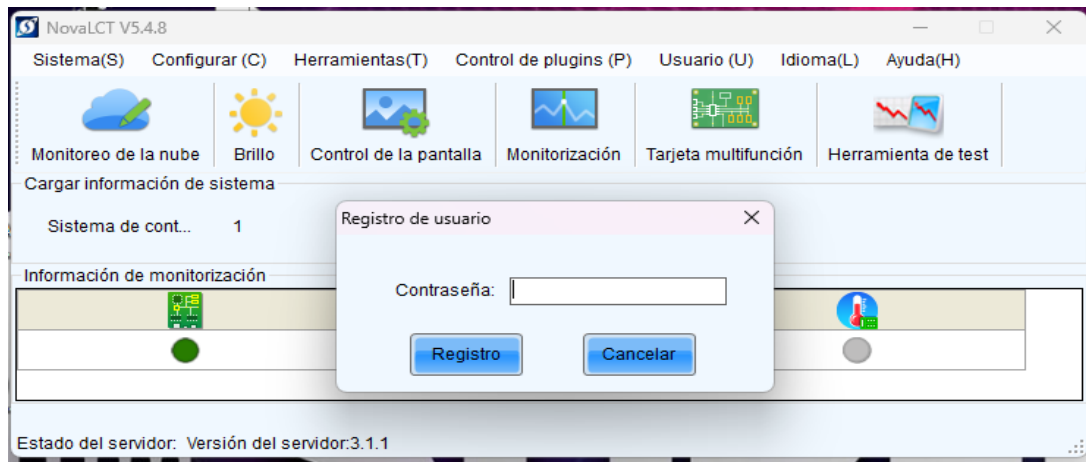 NovaLCT V5.4.8
Sistema(S) Configurar (C) Herramientas(T) Control de plugins (P) Usuario (U) Idioma(L) Ayuda(H)
Monitoreo de la nube Brillo Control de la pantalla Monitorización Tarjeta multifunción Herramienta de test
Cargar información de sistema
Sistema de cont... 1
Registro de usuario
Información de monitorización
Contraseña:
Registro Cancelar
Estado del servidor: Versión del servidor:3.1.1